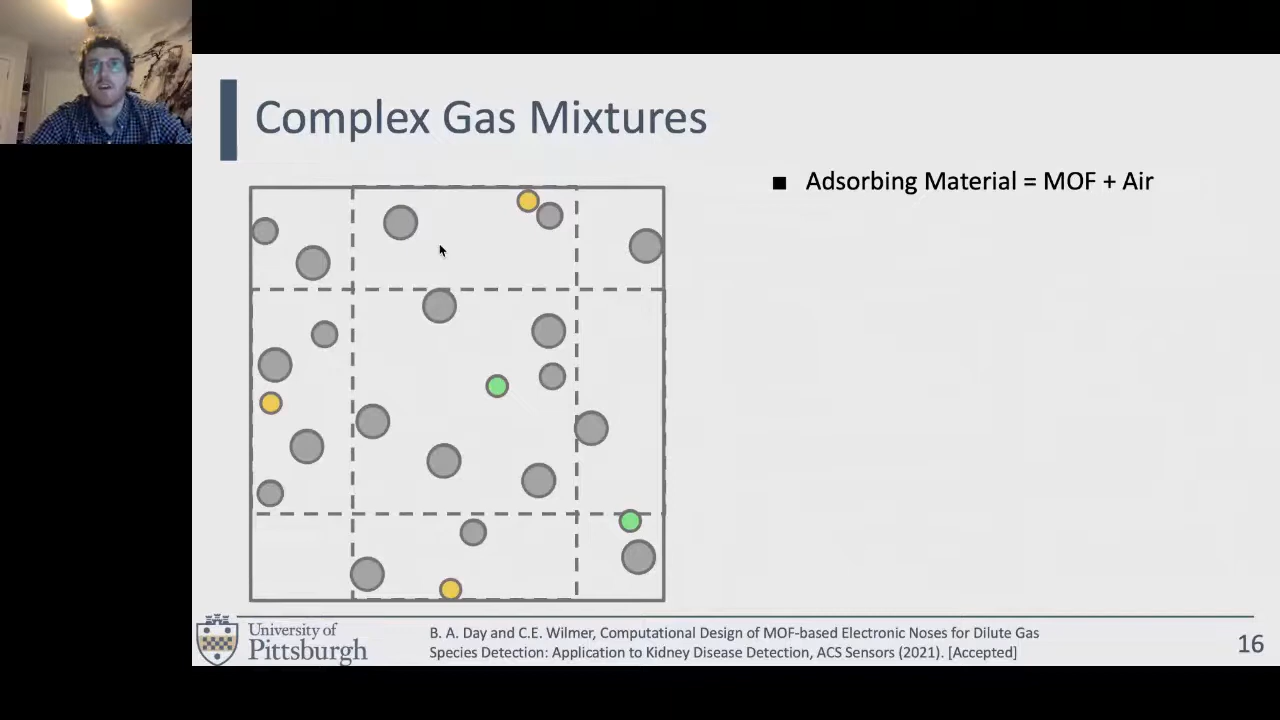 Complex Gas Mixtures
■ Adsorbing Material = MOF + Air
University of
Pittsburgh
B. A. Day and C.E. Wilmer, Computational Design of MOF-based Electronic Noses for Dilute Gas
Species Detection: Application to Kidney Disease Detection, ACS Sensors (2021). [Accepted]
16